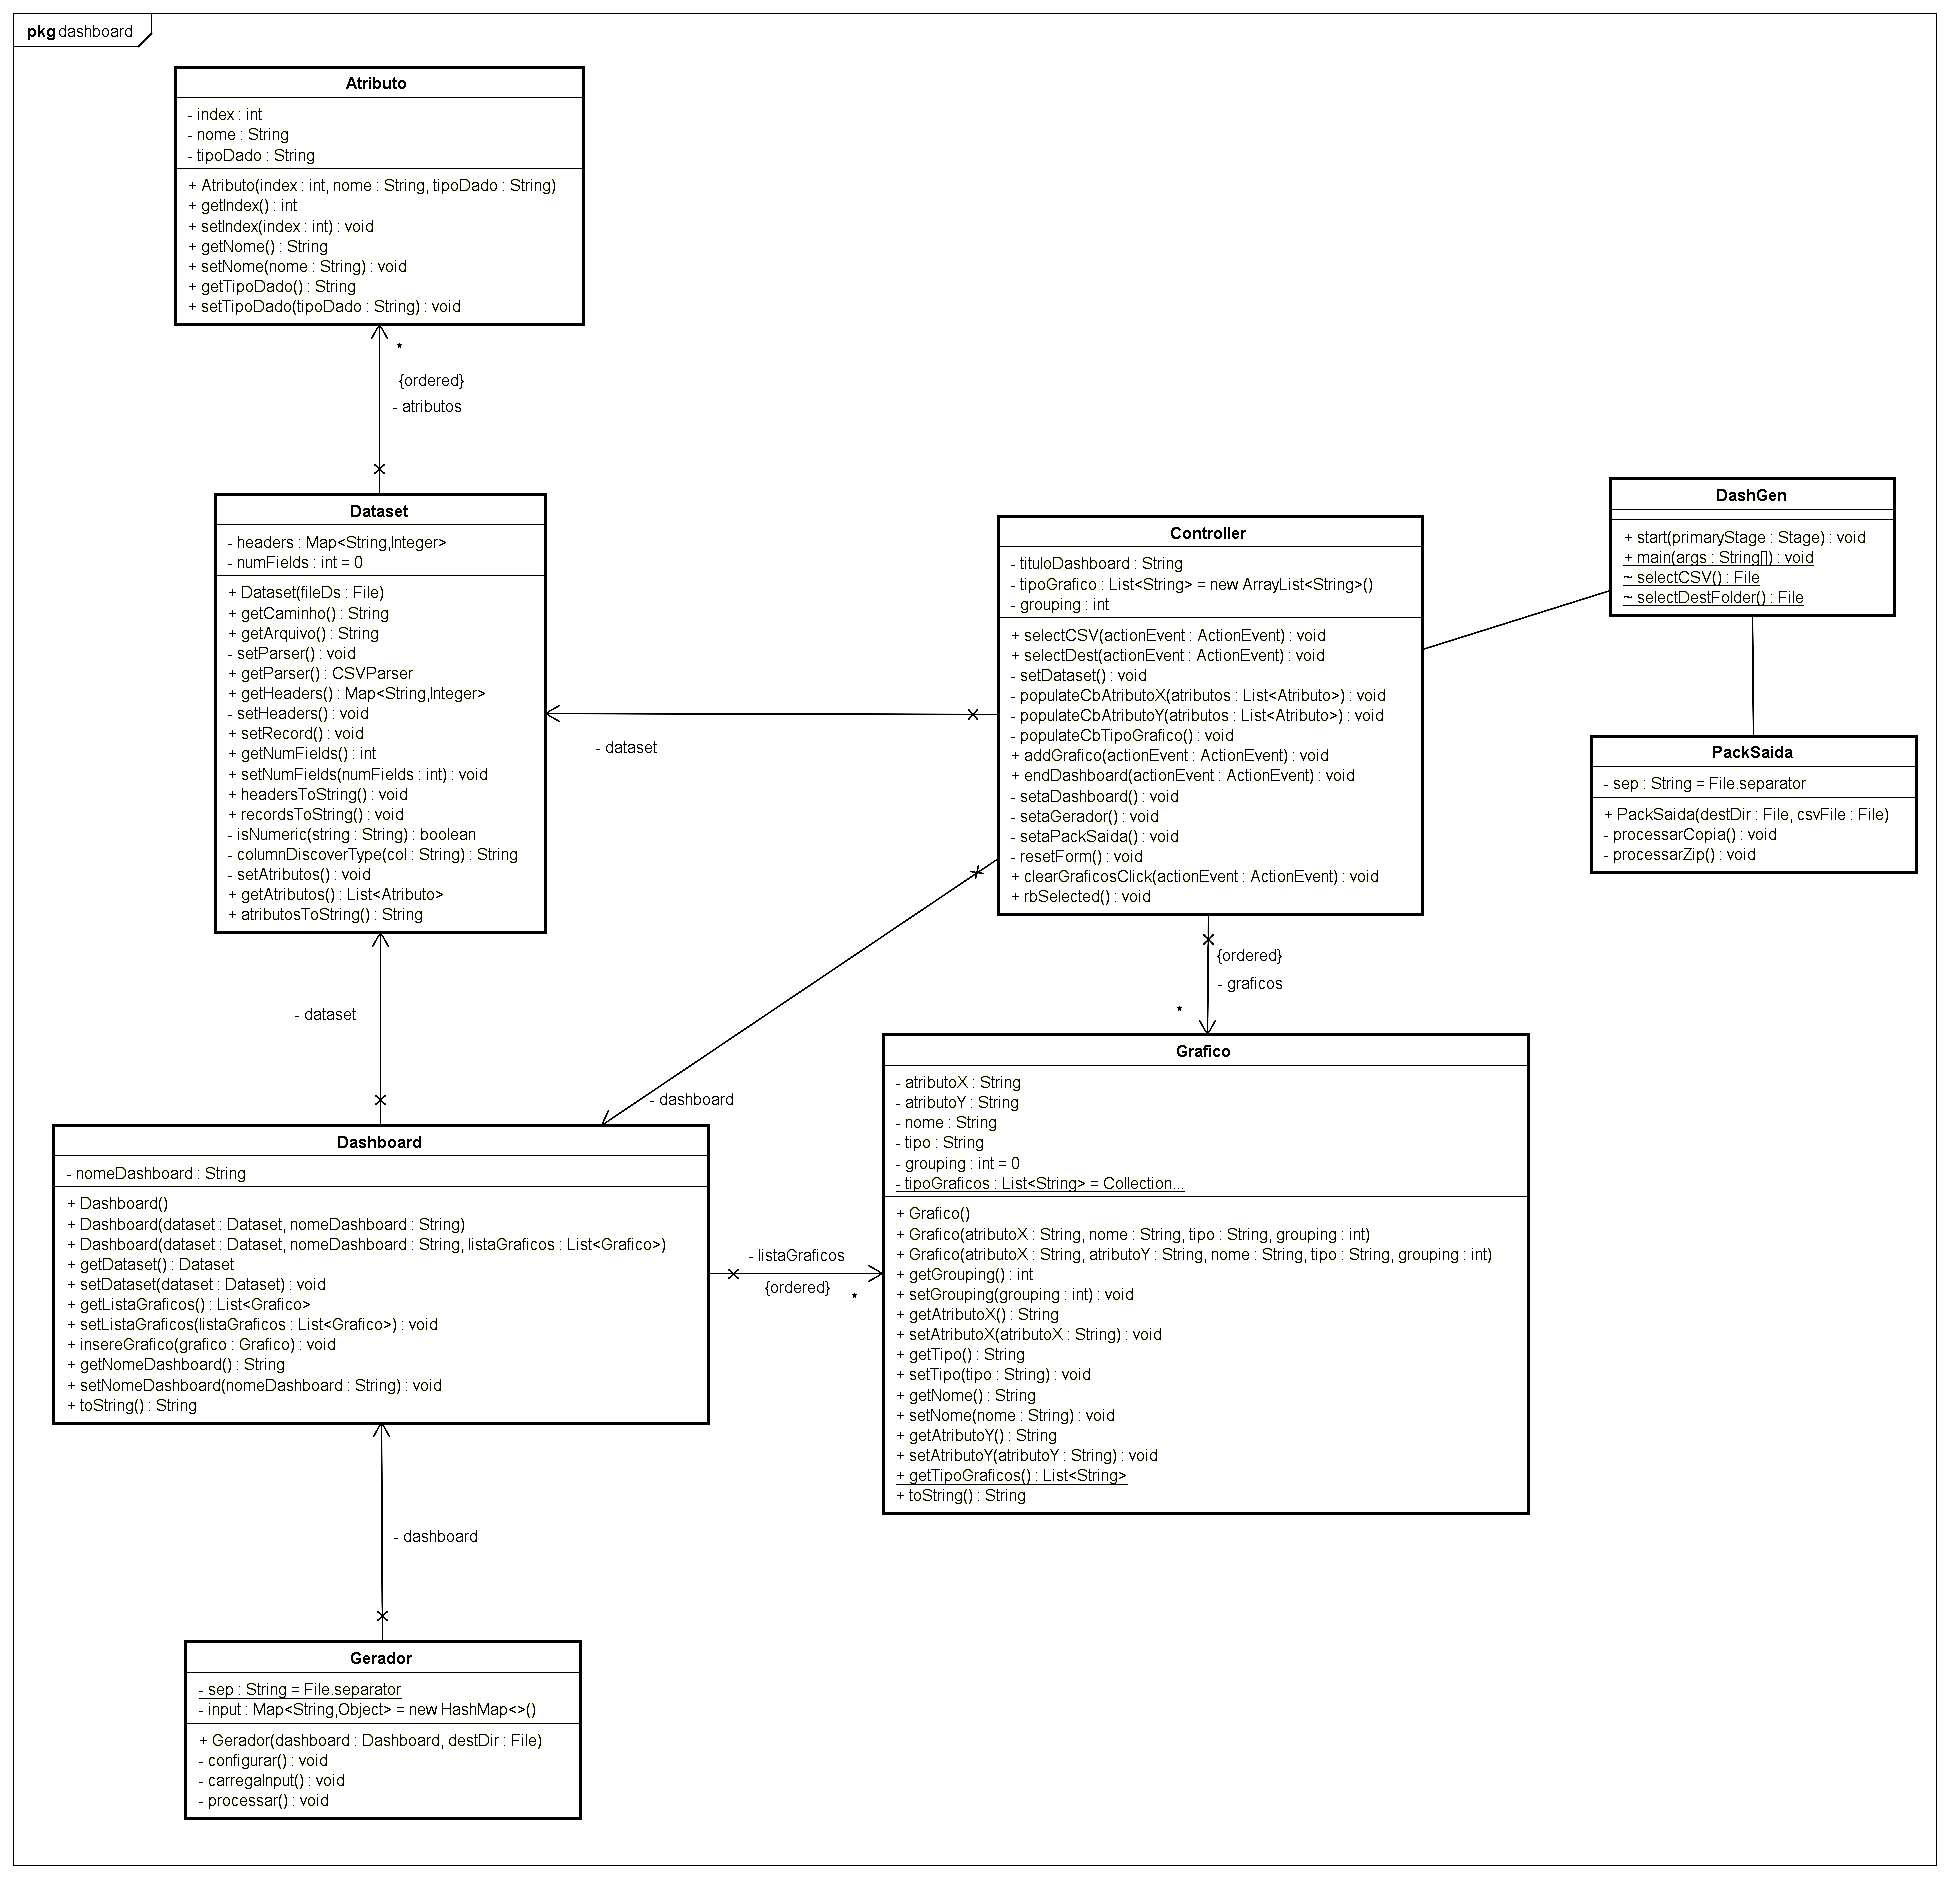 pkg dashboard
Atributo
- index : int
- nome : String
- tipoDado : String
+ Atributo(index : int, nome : String, tipoDado : String)
+ getIndex() : int
+ setIndex(index : int) : void
+ getNome() : String
+ setNome(nome : String) : void
+ getTipoDado() : String
+ setTipoDado(tipoDado : String) : void
*
{ordered}
- atributos
Dataset
- headers : Map<String,Integer>
- numFields : int = 0
+ Dataset(fileDs : File)
+ getCaminho() : String
+ getArquivo() : String
- setParser() : void
+ getParser() : CSVParser
+ getHeaders() : Map<String,Integer>
- setHeaders() : void
+ setRecord() : void
+ getNumFields() : int
+ setNumFields(numFields : int) : void
+ headersToString() : void
+ recordsToString() : void
- isNumeric(string : String) : boolean
- columnDiscoverType(col : String) : String
- setAtributos() : void
+ getAtributos() : List<Atributo>
+ atributosToString() : String
- dataset
Controller
- tituloDashboard : String
- tipoGrafico : List<String> = new ArrayList<String>()
- grouping : int
+ selectCSV(actionEvent : ActionEvent) : void
+ selectDest(actionEvent : ActionEvent) : void
- setDataset() : void
- populateCbAtributoX(atributos : List<Atributo>) : void
- populateCbAtributoY(atributos : List<Atributo>) : void
- populateCbTipoGrafico() : void
+ addGrafico(actionEvent : ActionEvent) : void
+ endDashboard(actionEvent : ActionEvent) : void
- setaDashboard() : void
- setaGerador() : void
- setaPackSaida() : void
- resetForm() : void
+ clearGraficosClick(actionEvent : ActionEvent) : void
+ rbSelected() : void
DashGen
+ start(primaryStage : Stage) : void
+ main(args : String[]) : void
~ selectCSV() : File
~ selectDestFolder() : File
PackSaida
- sep : String = File.separator
+ PackSaida(destDir : File, csvFile : File)
- processarCopia() : void
- processarZip() : void
{ordered}
- graficos
*
- dataset
- dashboard
Dashboard
- nomeDashboard : String
+ Dashboard()
+ Dashboard(dataset : Dataset, nomeDashboard : String)
+ Dashboard(dataset : Dataset, nomeDashboard : String, listaGraficos : List<Grafico>)
+ getDataset() : Dataset
+ setDataset(dataset : Dataset) : void
+ getListaGraficos() : List<Grafico>
+ setListaGraficos(listaGraficos : List<Grafico>) : void
+ insereGrafico(grafico : Grafico) : void
+ getNomeDashboard() : String
+ setNomeDashboard(nomeDashboard : String) : void
+ toString() : String
- listaGraficos
{ordered}
*
Grafico
- atributoX : String
- atributoY : String
- nome : String
- tipo : String
- grouping : int = 0
- tipoGraficos : List<String> = Collection...
+ Grafico()
+ Grafico(atributoX : String, nome : String, tipo : String, grouping : int)
+ Grafico(atributoX : String, atributoY : String, nome : String, tipo : String, grouping : int)
+ getGrouping() : int
+ setGrouping(grouping : int) : void
+ getAtributoX() : String
+ setAtributoX(atributoX : String) : void
+ getTipo() : String
+ setTipo(tipo : String) : void
+ getNome() : String
+ setNome(nome : String) : void
+ getAtributoY() : String
+ setAtributoY(atributoY : String) : void
+ getTipoGraficos() : List<String>
+ toString() : String
- dashboard
Gerador
- sep : String = File.separator
- input : Map<String,Object> = new HashMap<>()
+ Gerador(dashboard : Dashboard, destDir : File)
- configurar() : void
- carregaInput() : void
- processar() : void